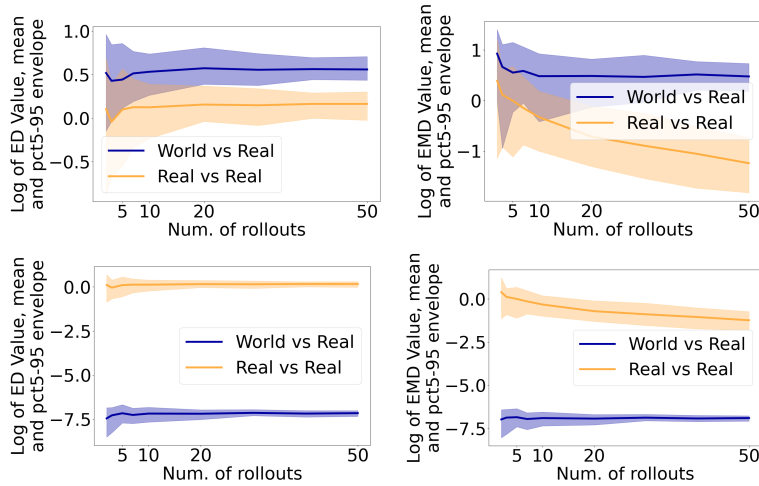 Log of ED Value, mean
and pct5-95 envelope
1.0
0.5
0.0
−0.5
World vs Real
Real vs Real
5 10 20 50
Num. of rollouts
Log of EMD Value, mean
and pct5-95 envelope
1
0
−1
World vs Real
Real vs Real
5 10 20 50
Num. of rollouts
Log of ED Value, mean
and pct5-95 envelope
0.0
−2.5
−5.0
−7.5
World vs Real
Real vs Real
5 10 20 50
Num. of rollouts
Log of EMD Value, mean
and pct5-95 envelope
0.0
−2.5
−5.0
−7.5
World vs Real
Real vs Real
5 10 20 50
Num. of rollouts